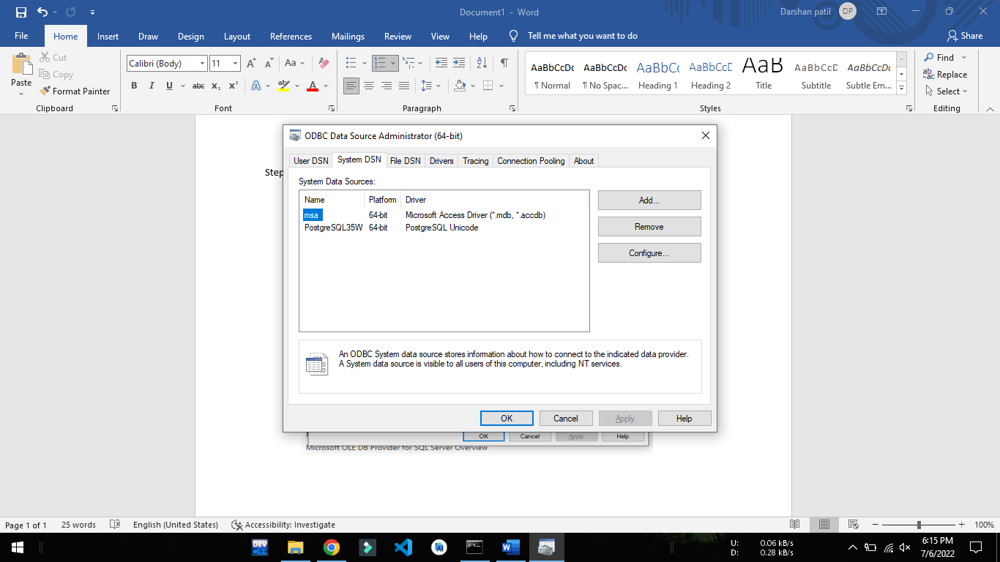 Document1 - Word
Darshan patil DP
File Home Insert Draw Design Layout References Mailings Review View Help Tell me what you want to do Share
Paste
Cut
Copy
Format Painter
Calibri (Body) 11
AaBbCcDc AaBbCcDc AaBbCc AaBbCcD AaB AaBbCcD AaBbCcDc
¶ Normal ¶ No Spac... Heading 1 Heading 2 Title Subtitle Subtle Em...
Find
Replace
Select
Clipboard Font Paragraph Styles Editing
Step
ODBC Data Source Administrator (64-bit)
User DSN System DSN File DSN Drivers Tracing Connection Pooling About
System Data Sources:
Name Platform Driver
msa 64-bit Microsoft Access Driver (*.mdb, *.accdb)
PostgreSQL35W 64-bit PostgreSQL Unicode
Add...
Remove
Configure...
An ODBC System data source stores information about how to connect to the indicated data provider.
A System data source is visible to all users of this computer, including NT services.
OK Cancel Apply Help
OK Cancel Apply Help
Microsoft OLE DB Provider for SQL Server Overview
Page 1 of 1 25 words English (United States) Accessibility: Investigate 100%
DEV
U: 0.06 kB/s
D: 0.28 kB/s
6:15 PM
7/6/2022